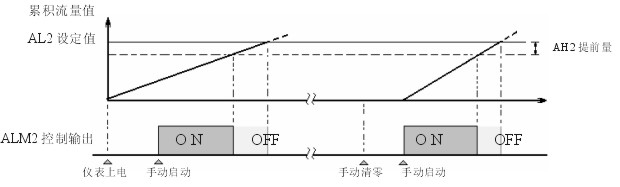 累积流量值
AL2 设定值
AH2 提前量
ALM2 控制输出
ON
OFF
ON
OFF
仪表上电
手动启动
手动清零
手动启动